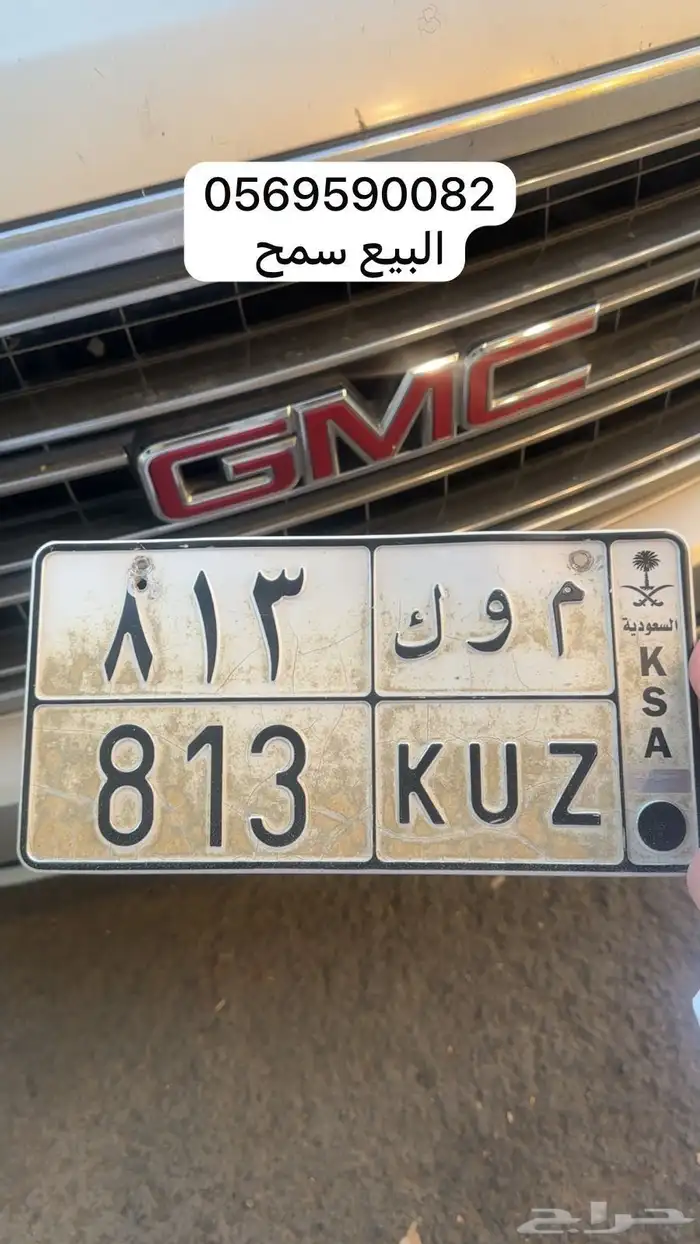 0569590082
البيع سمح
GMC
٨١٣ م و ك
813 KUZ
السعودية
K
S
A
حراج